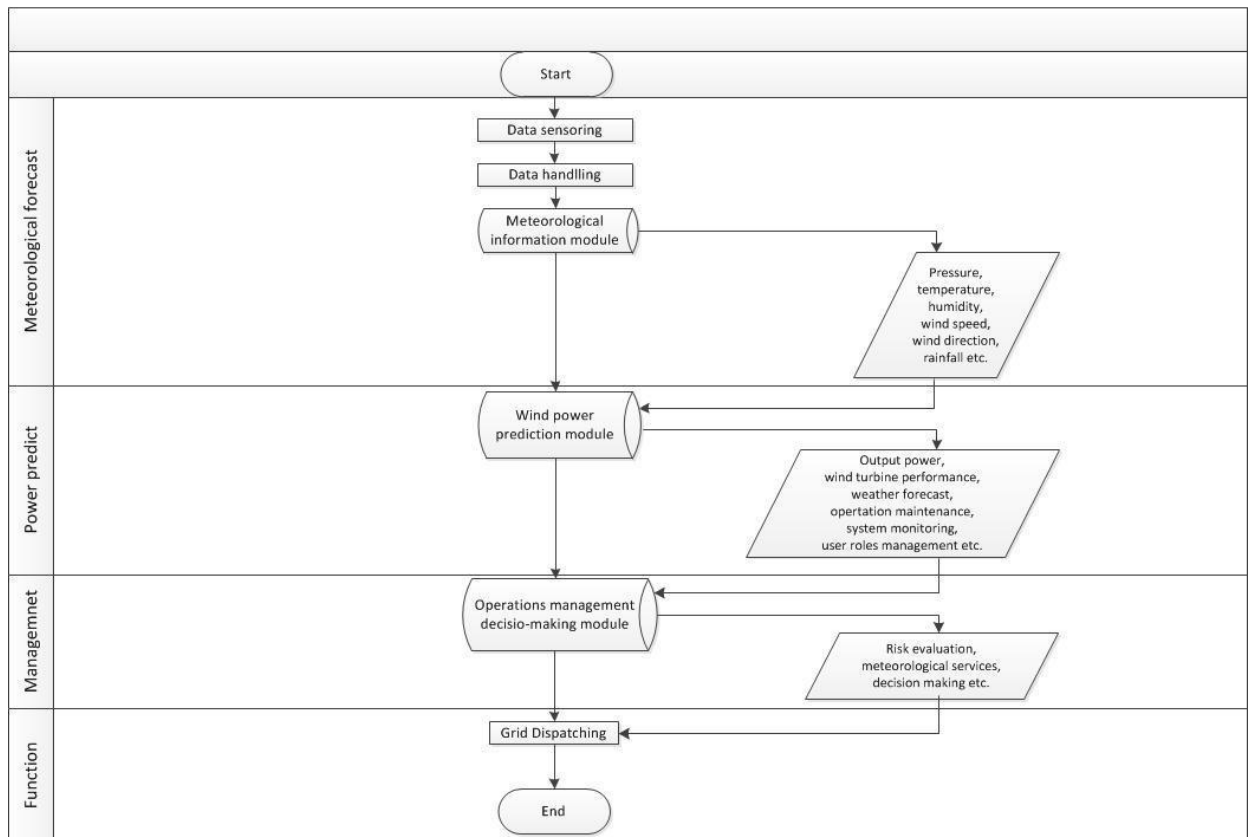 Start
Meteorological forecast
Data sensoring
Data handlling
Meteorological
information module
Pressure,
temperature,
humidity,
wind speed,
wind direction,
rainfall etc.
Power predict
Wind power
prediction module
Output power,
wind turbine performance,
weather forecast,
opertation maintenance,
system monitoring,
user roles management etc.
Managemnet
Operations management
decisio-making module
Risk evaluation,
meteorological services,
decision making etc.
Function
Grid Dispatching
End